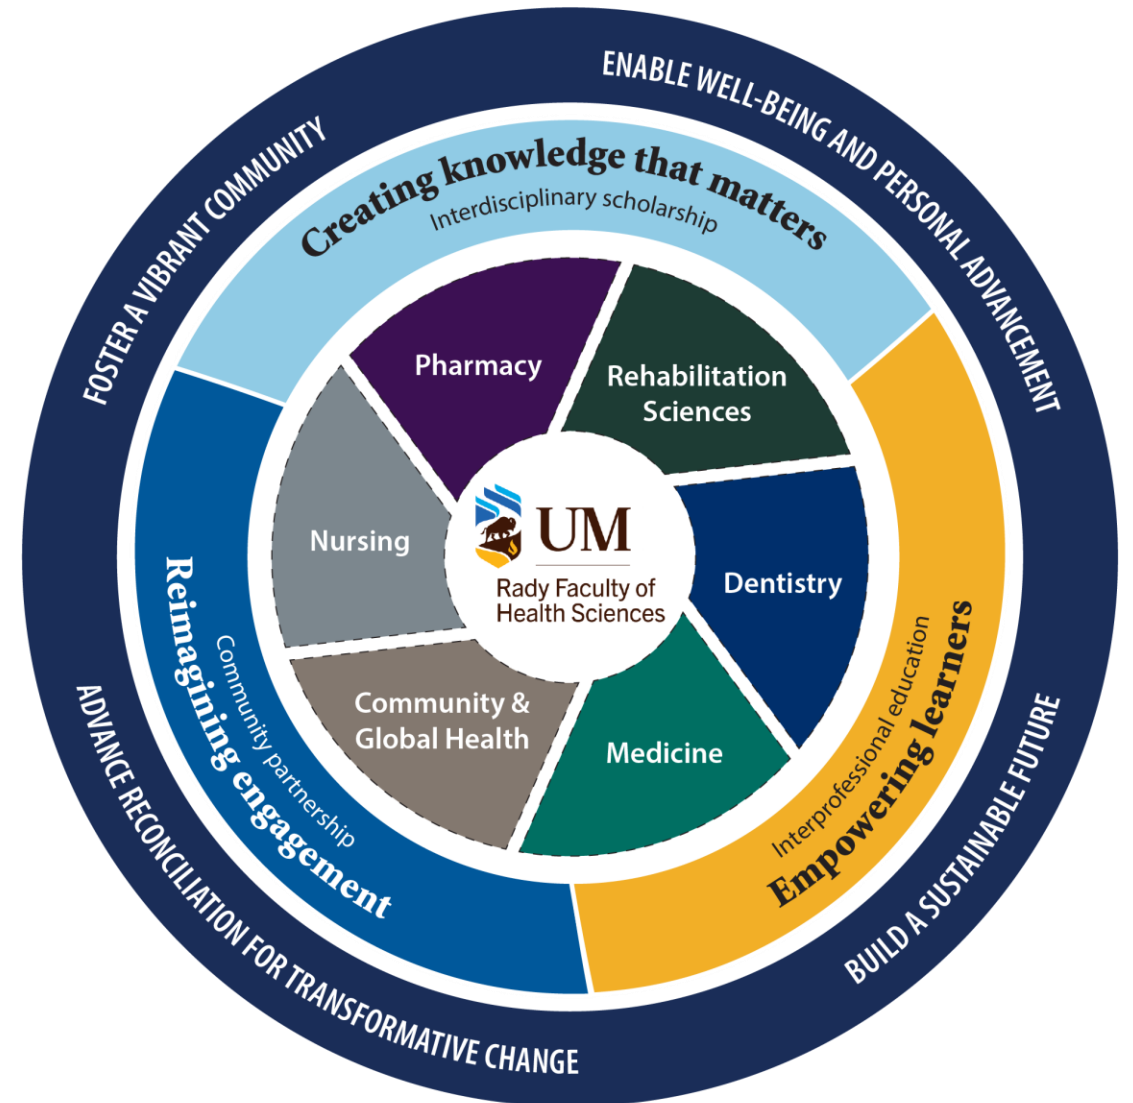 FOSTER A VIBRANT COMMUNITY
ENABLE WELL-BEING AND PERSONAL ADVANCEMENT
BUILD A SUSTAINABLE FUTURE
ADVANCE RECONCILIATION FOR TRANSFORMATIVE CHANGE
Creating knowledge that matters
Interdisciplinary scholarship
Empowering learners
Interprofessional education
Reimagining engagement
Community partnership
Pharmacy
Rehabilitation
Sciences
Dentistry
Medicine
Community &
Global Health
Nursing
UM
Rady Faculty of
Health Sciences